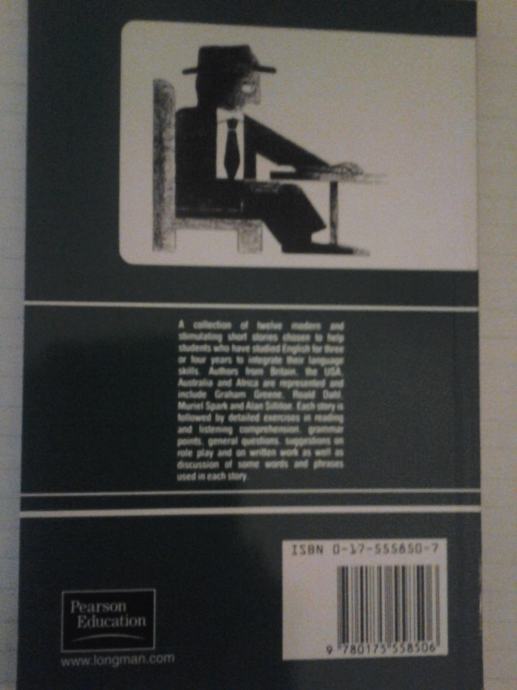 A collection of twelve modern and
stimulating short stories chosen to help
students who have studied English for three
or four years to integrate their language
skills. Authors from Britain, the USA,
Australia and Africa are represented and
include Graham Greene, Roald Dahl,
Muriel Spark and Alan Sillitoe. Each story is
followed by detailed exercises in reading
and listening comprehension, grammar
points, general questions, suggestions on
role play and on written work as well as
discussion of some words and phrases
used in each story.
ISBN 0-17-555850-7
9 780175 558506
Pearson
Education
www.longman.com